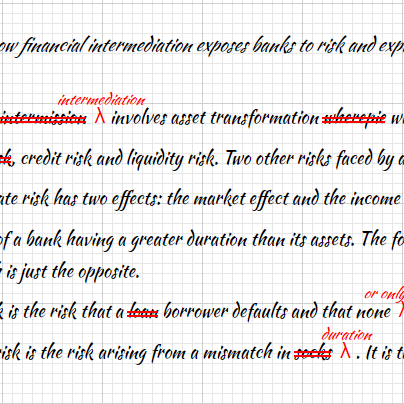 ow financial intermediation exposes banks to risk and exp
intermediation
intermission λ involves asset transformation wherepie w
sk, credit risk and liquidity risk. Two other risks faced by a
ate risk has two effects: the market effect and the income
of a bank having a greater duration than its assets. The fo
is just the opposite.
or only
k is the risk that a loan borrower defaults and that none λ
duration
risk is the risk arising from a mismatch in socks λ . It is t